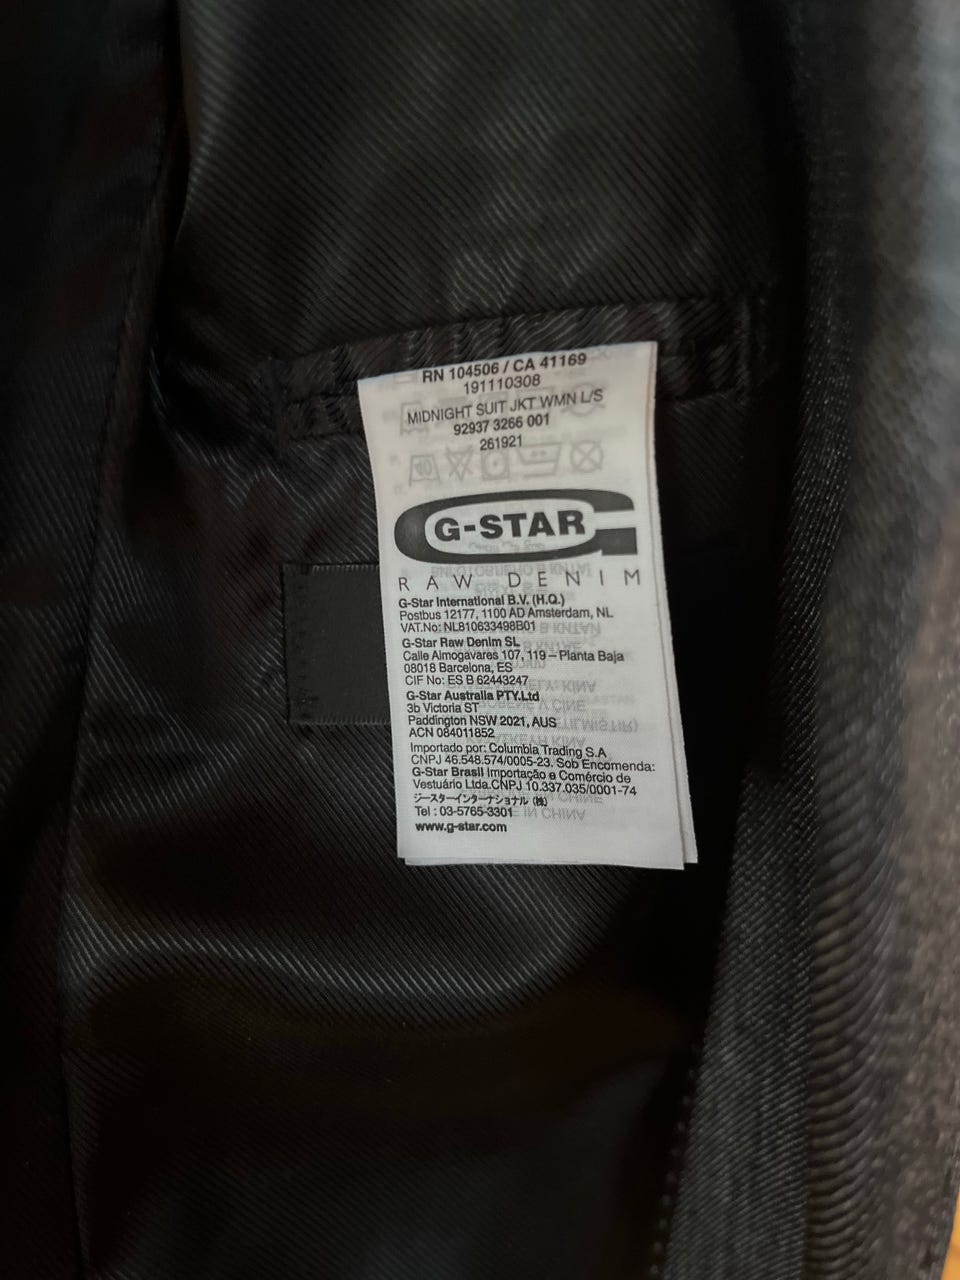 RN 104506 / CA 41169
191110308
MIDNIGHT SUIT JKT WMN L/S
92937 3266 001
261921
40
G-STAR
RAW DENIM
G-Star International B.V. (H.Q.)
Postbus 12177, 1100 AD Amsterdam, NL
VAT.No: NL810633498B01
G-Star Raw Denim SL
Calle Almogavares 107, 119 – Planta Baja
08018 Barcelona, ES
CIF No: ES B 62443247
G-Star Australia PTY.Ltd
3b Victoria ST
Paddington NSW 2021, AUS
ACN 084011852
Importado por: Columbia Trading S.A
CNPJ 46.548.574/0005-23. Sob Encomenda:
G-Star Brasil Importação e Comércio de
Vestuário Ltda.CNPJ 10.337.035/0001-74
ジースターインターナショナル (株)
Tel : 03-5765-3301
www.g-star.com